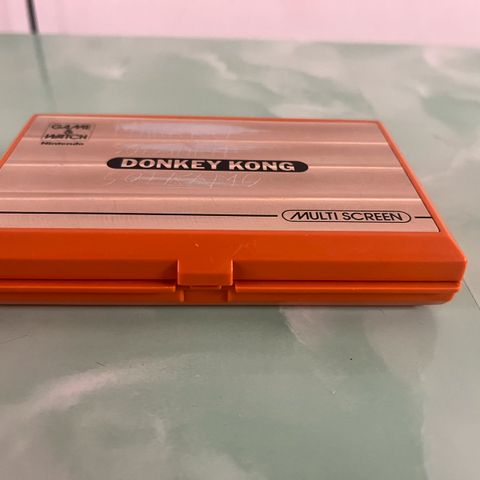 GAME
&
WATCH
Nintendo
DONKEY KONG
MULTI SCREEN